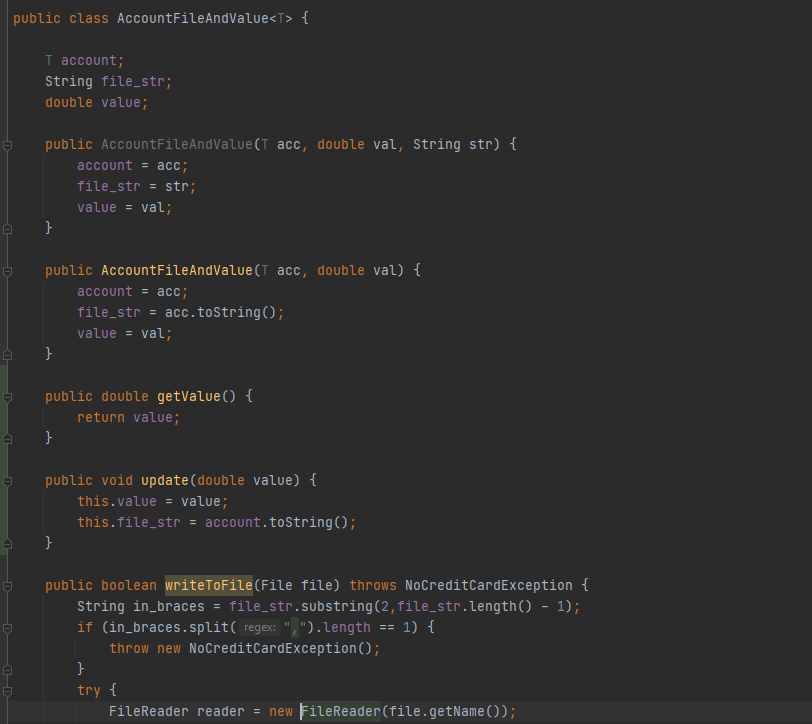 public class AccountFileAndValue<T> {
T account;
String file_str;
double value;
public AccountFileAndValue(T acc, double val, String str) {
account = acc;
file_str = str;
value = val;
}
public AccountFileAndValue(T acc, double val) {
account = acc;
file_str = acc.toString();
value = val;
}
public double getValue() {
return value;
}
public void update(double value) {
this.value = value;
this.file_str = account.toString();
}
public boolean writeToFile(File file) throws NoCreditCardException {
String in_braces = file_str.substring(2,file_str.length() - 1);
if (in_braces.split( regex: ",").length == 1) {
throw new NoCreditCardException();
}
try {
FileReader reader = new FileReader(file.getName());